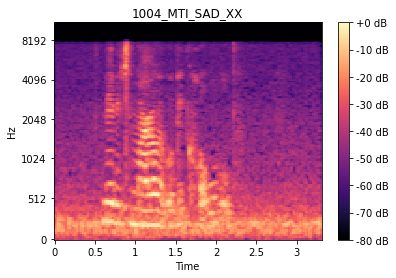 1004_MTI_SAD_XX
8192
4096
2048
1024
512
0
Hz
0 0.5 1 1.5 2 2.5 3
Time
+0 dB
-10 dB
-20 dB
-30 dB
-40 dB
-50 dB
-60 dB
-70 dB
-80 dB